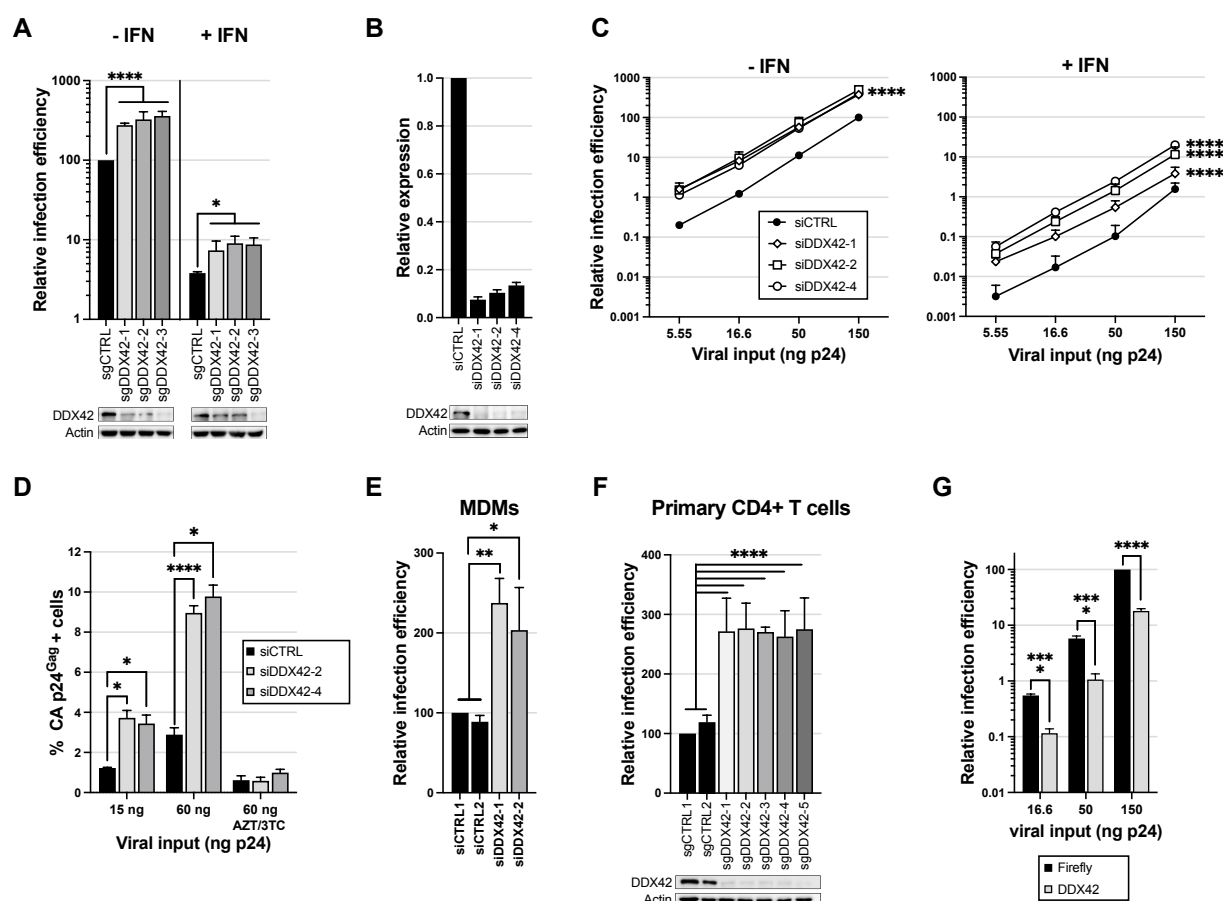 A
- IFN
+ IFN
Relative infection efficiency
1000
100
10
1
****
*
sgCTRL
sgDDX42-1
sgDDX42-2
sgDDX42-3
sgCTRL
sgDDX42-1
sgDDX42-2
sgDDX42-3
DDX42
Actin
B
Relative expression
1.0
0.8
0.6
0.4
0.2
0.0
siCTRL
siDDX42-1
siDDX42-2
siDDX42-4
DDX42
Actin
C
- IFN
Relative infection efficiency
1000
100
10
1
0.1
0.01
0.001
****
siCTRL
siDDX42-1
siDDX42-2
siDDX42-4
5.55
16.6
50
150
Viral input (ng p24)
+ IFN
1000
100
10
1
0.1
0.01
0.001
****
****
****
5.55
16.6
50
150
Viral input (ng p24)
D
% CA p24Gag + cells
12
10
8
6
4
2
0
*
*
*
****
siCTRL
siDDX42-2
siDDX42-4
15 ng
60 ng
60 ng
AZT/3TC
Viral input (ng p24)
E
MDMs
Relative infection efficiency
300
200
100
0
*
**
siCTRL1
siCTRL2
siDDX42-1
siDDX42-2
F
Primary CD4+ T cells
Relative infection efficiency
400
300
200
100
0
****
sgCTRL1
sgCTRL2
sgDDX42-1
sgDDX42-2
sgDDX42-3
sgDDX42-4
sgDDX42-5
DDX42
Actin
G
Relative infection efficiency
100
10
1
0.1
0.01
***
*
***
*
****
16.6
50
150
viral input (ng p24)
Firefly
DDX42